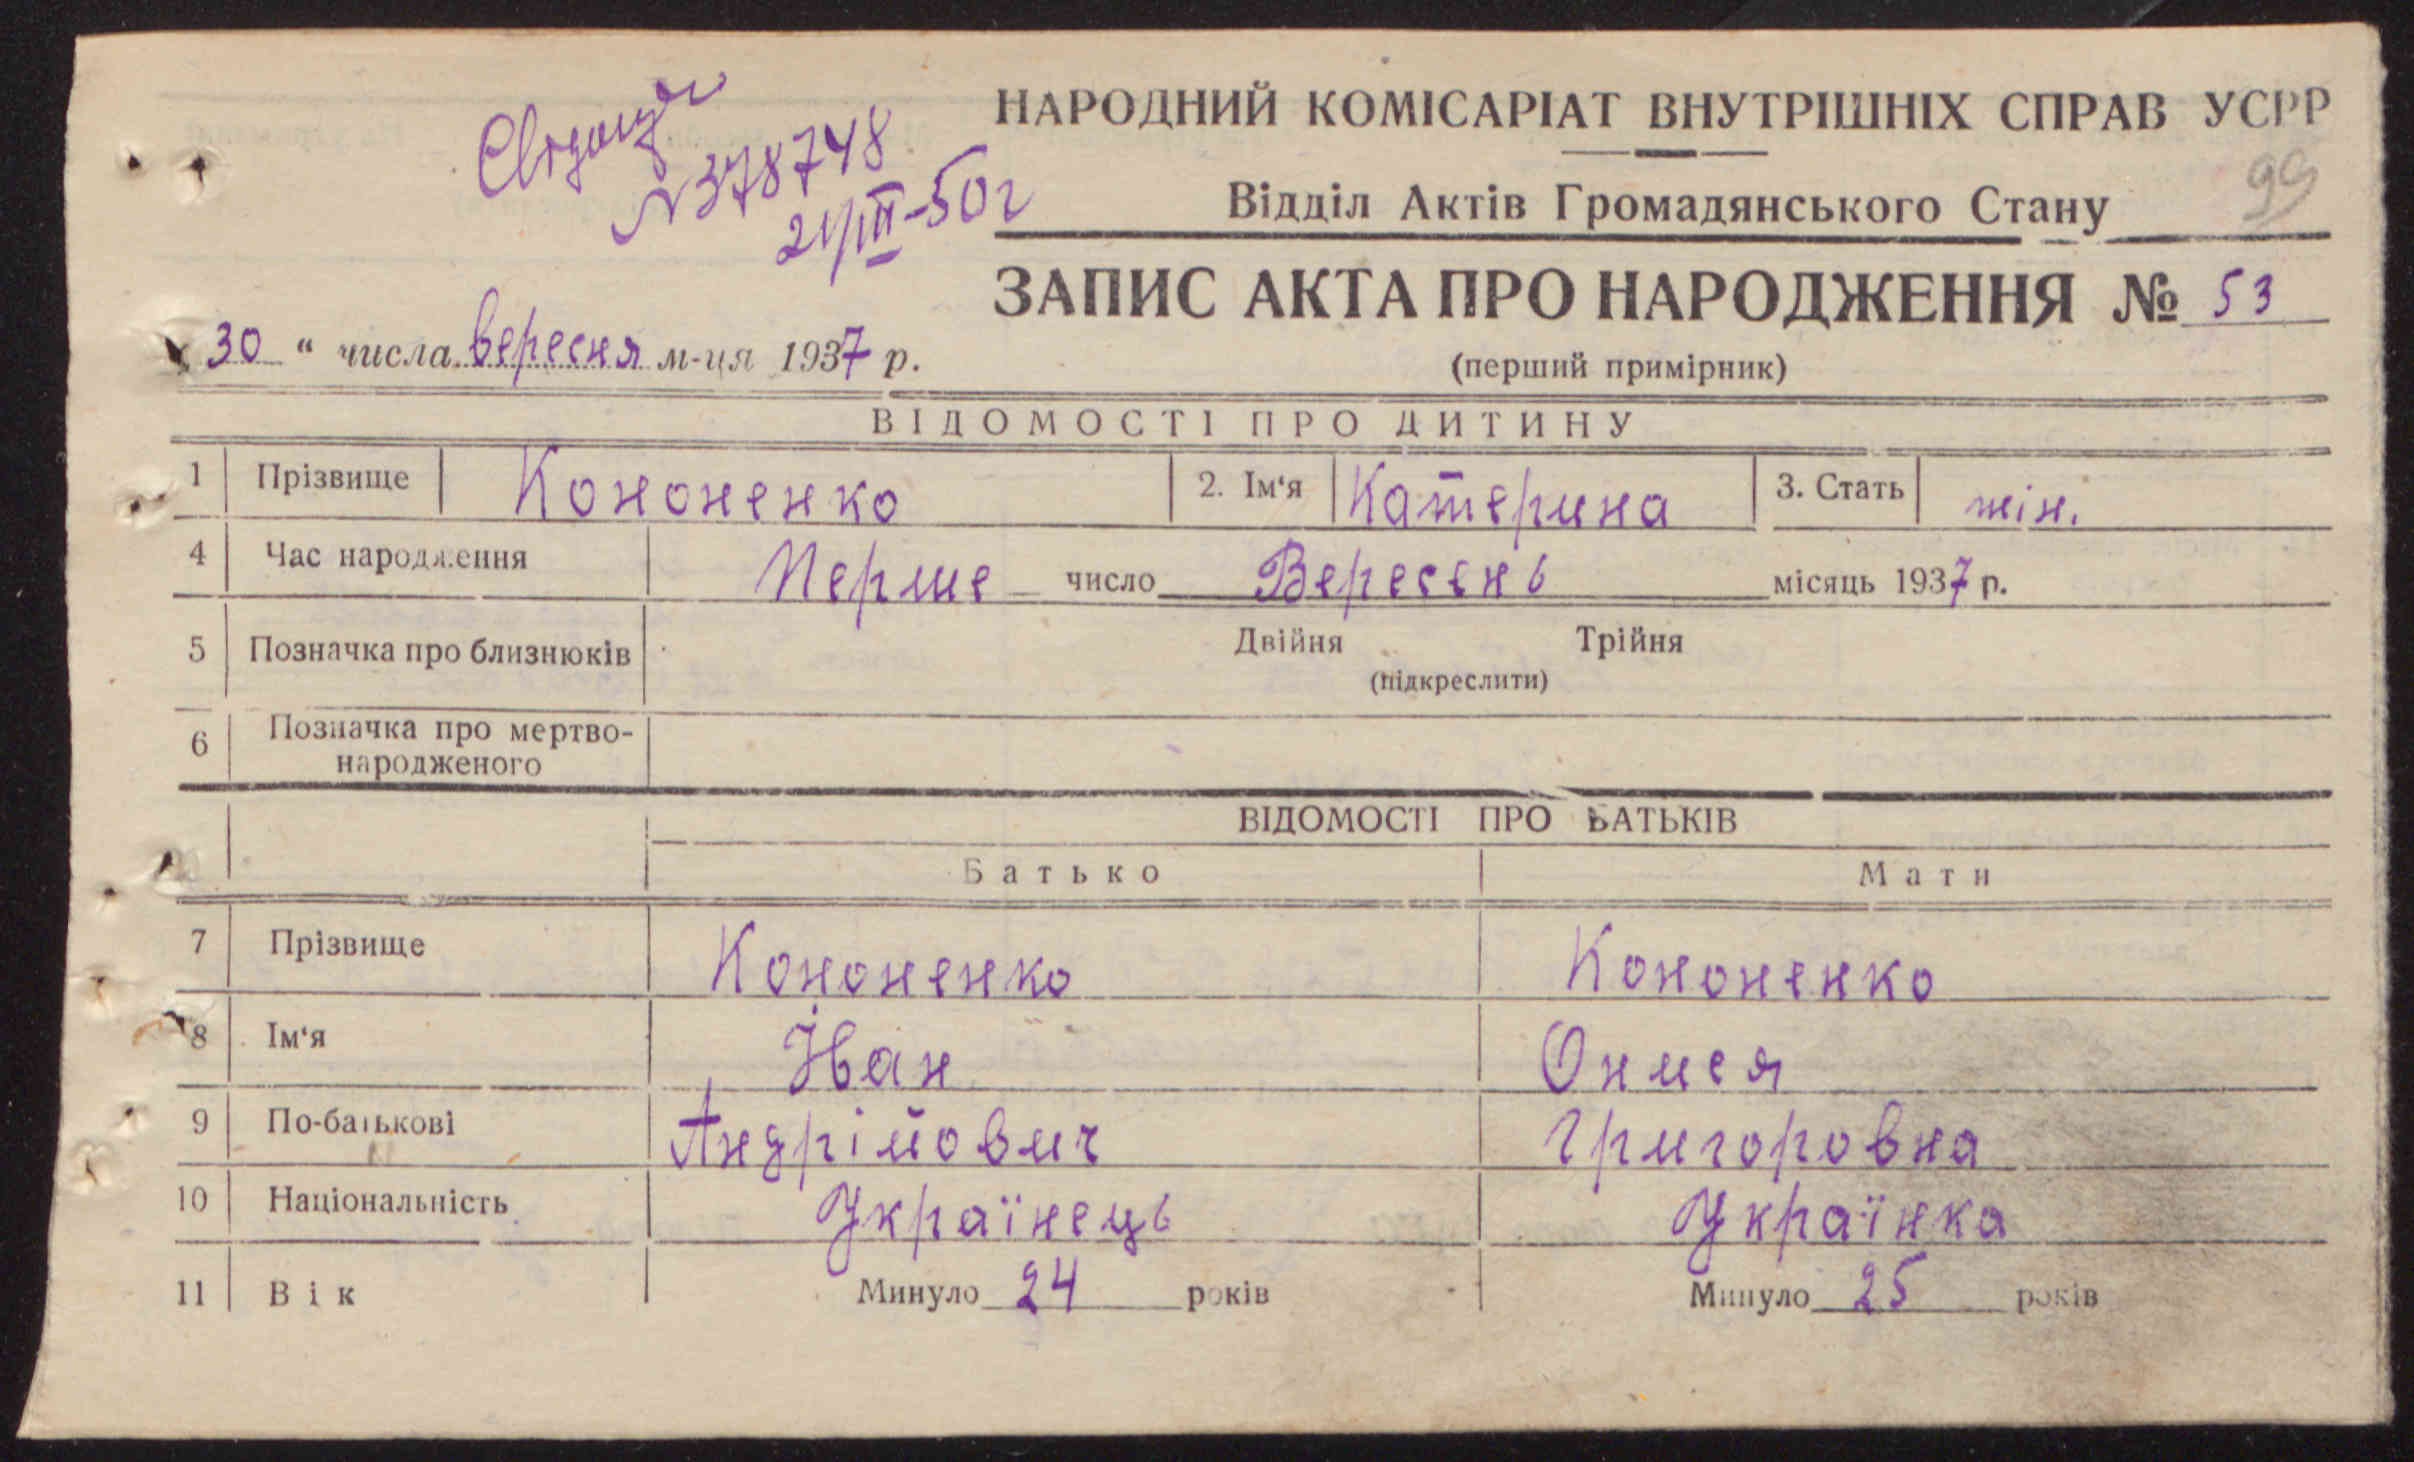 НАРОДНИЙ КОМІСАРІАТ ВНУТРІШНІХ СПРАВ УСРР
99
Відділ Актів Громадянського Стану
N 378748
21/III-50 г
ЗАПИС АКТА ПРО НАРОДЖЕННЯ № 53
(перший примірник)
30 " числа вересня м-ця 1937 р.
ВІДОМОСТІ ПРО ДИТИНУ
1 Прізвище Кононенко 2. Ім'я Катерина 3. Стать жін.
4 Час народження Перше число Вересень місяць 1937 р.
5 Позначка про близнюків Двійня Трійня
(підкреслити)
6 Позначка про мертво-
народженого
ВІДОМОСТІ ПРО БАТЬКІВ
Батько Мати
7 Прізвище Кононенко Кононенко
8 Ім'я Іван Онися
9 По-батькові Андрійович Григоровна
10 Національність Українець Українка
11 Вік Минуло 24 років Минуло 25 років